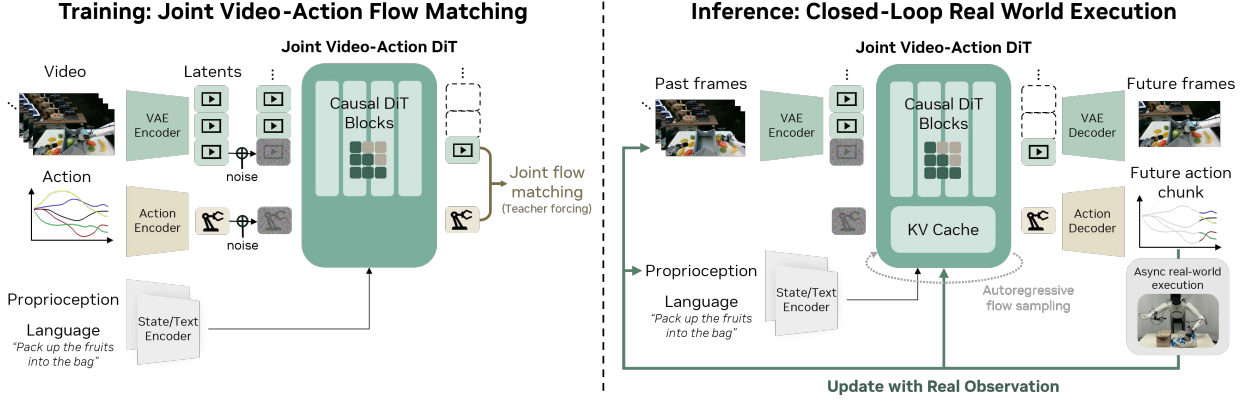 Training: Joint Video-Action Flow Matching
Joint Video-Action DiT
Video
Latents
VAE
Encoder
noise
Causal DiT
Blocks
Action
Action
Encoder
noise
Joint flow
matching
(Teacher forcing)
Proprioception
Language
“Pack up the fruits
into the bag”
State/Text
Encoder
Inference: Closed-Loop Real World Execution
Joint Video-Action DiT
Past frames
VAE
Encoder
Causal DiT
Blocks
KV Cache
VAE
Decoder
Future frames
Future action
chunk
Action
Decoder
Proprioception
Language
“Pack up the fruits
into the bag”
State/Text
Encoder
Autoregressive
flow sampling
Async real-world
execution
Update with Real Observation